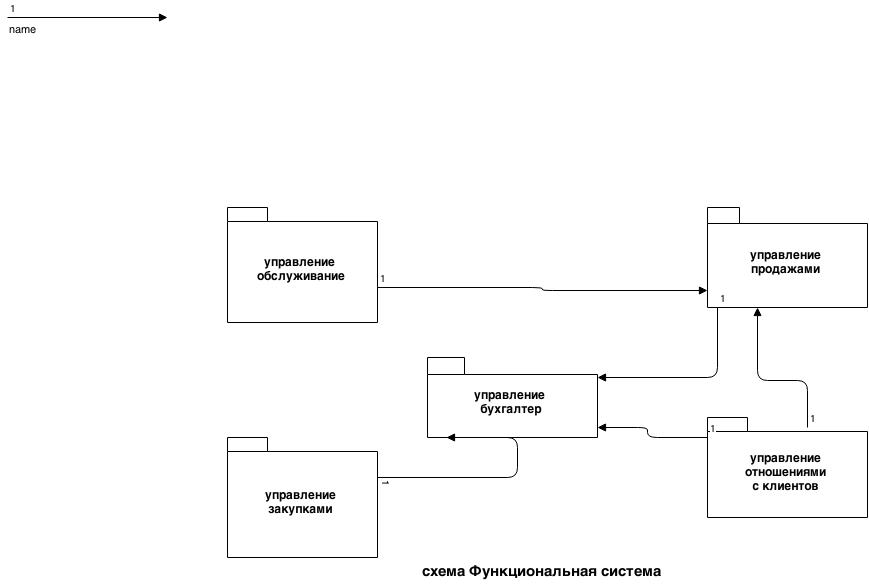 1
name
управление
обслуживание
1
управление
продажами
1
управление
бухгалтер
1
1
управление
отношениями
с клиентов
1
управление
закупками
схема Функциональная система